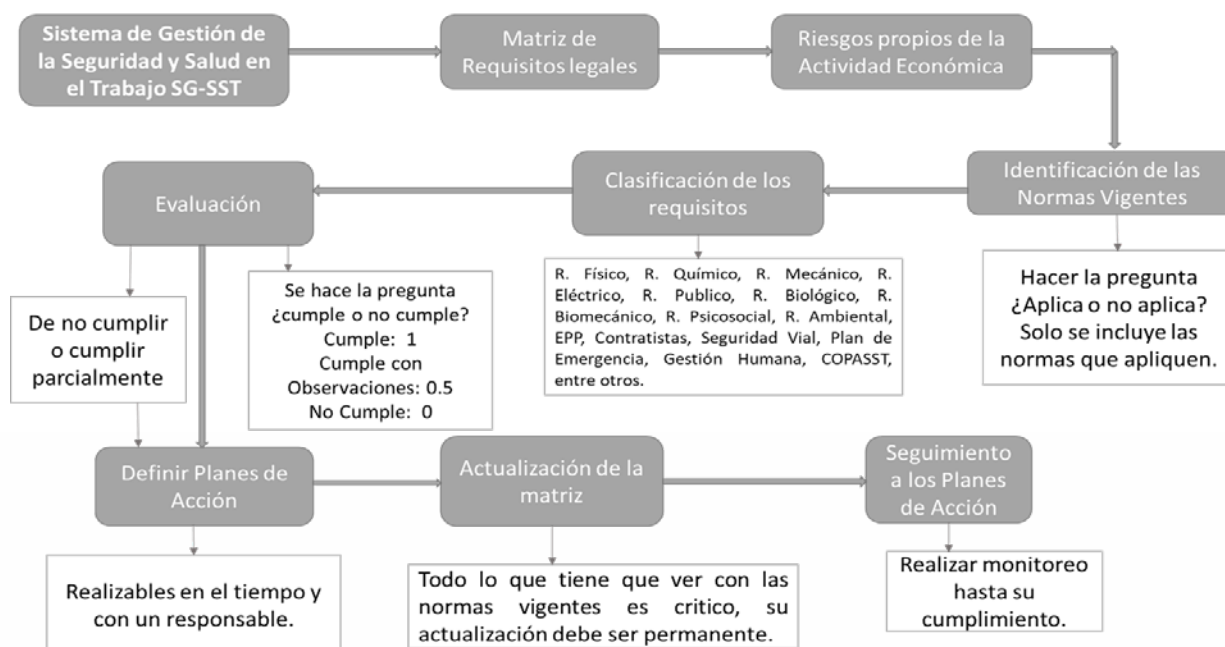 Sistema de Gestión de
la Seguridad y Salud en
el Trabajo SG-SST
Matriz de
Requisitos legales
Riesgos propios de la
Actividad Económica
Identificación de las
Normas Vigentes
Clasificación de los
requisitos
Evaluación
Hacer la pregunta
¿Aplica o no aplica?
Solo se incluye las
normas que apliquen.
R. Físico, R. Químico, R. Mecánico, R.
Eléctrico, R. Publico, R. Biológico, R.
Biomecánico, R. Psicosocial, R. Ambiental,
EPP, Contratistas, Seguridad Vial, Plan de
Emergencia, Gestión Humana, COPASST,
entre otros.
Se hace la pregunta
¿cumple o no cumple?
Cumple: 1
Cumple con
Observaciones: 0.5
No Cumple: 0
De no cumplir
o cumplir
parcialmente
Definir Planes de
Acción
Actualización de la
matriz
Seguimiento
a los Planes
de Acción
Realizables en el tiempo y
con un responsable.
Todo lo que tiene que ver con las
normas vigentes es critico, su
actualización debe ser permanente.
Realizar monitoreo
hasta su
cumplimiento.